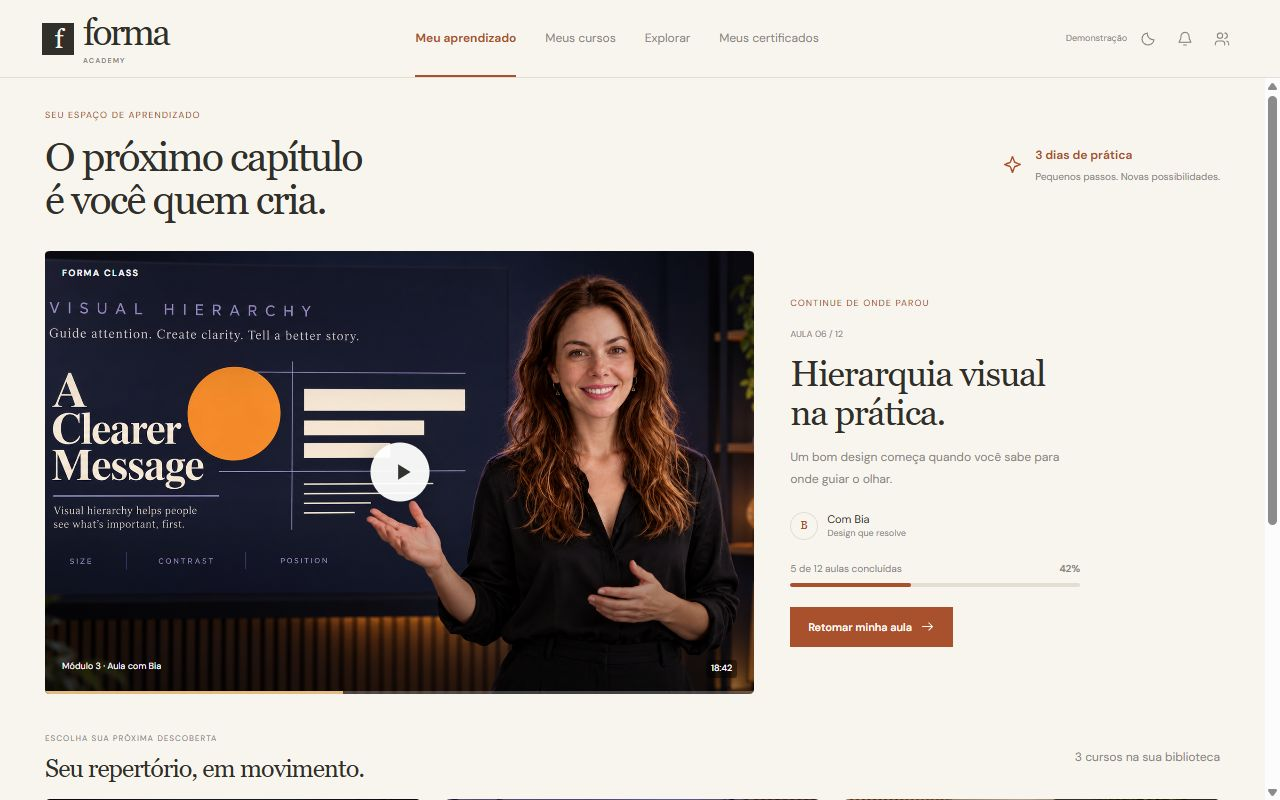 f forma
ACADEMY
Meu aprendizado
Meus cursos
Explorar
Meus certificados
Demonstração
SEU ESPAÇO DE APRENDIZADO
O próximo capítulo
é você quem cria.
3 dias de prática
Pequenos passos. Novas possibilidades.
FORMA CLASS
VISUAL HIERARCHY
Guide attention. Create clarity. Tell a better story.
A
Clearer
Message
Visual hierarchy helps people
see what's important, first.
SIZE
CONTRAST
POSITION
Módulo 3 · Aula com Bia
18:42
CONTINUE DE ONDE PAROU
AULA 06 / 12
Hierarquia visual
na prática.
Um bom design começa quando você sabe para
onde guiar o olhar.
B
Com Bia
Design que resolve
5 de 12 aulas concluídas
42%
Retomar minha aula
ESCOLHA SUA PRÓXIMA DESCOBERTA
Seu repertório, em movimento.
3 cursos na sua biblioteca